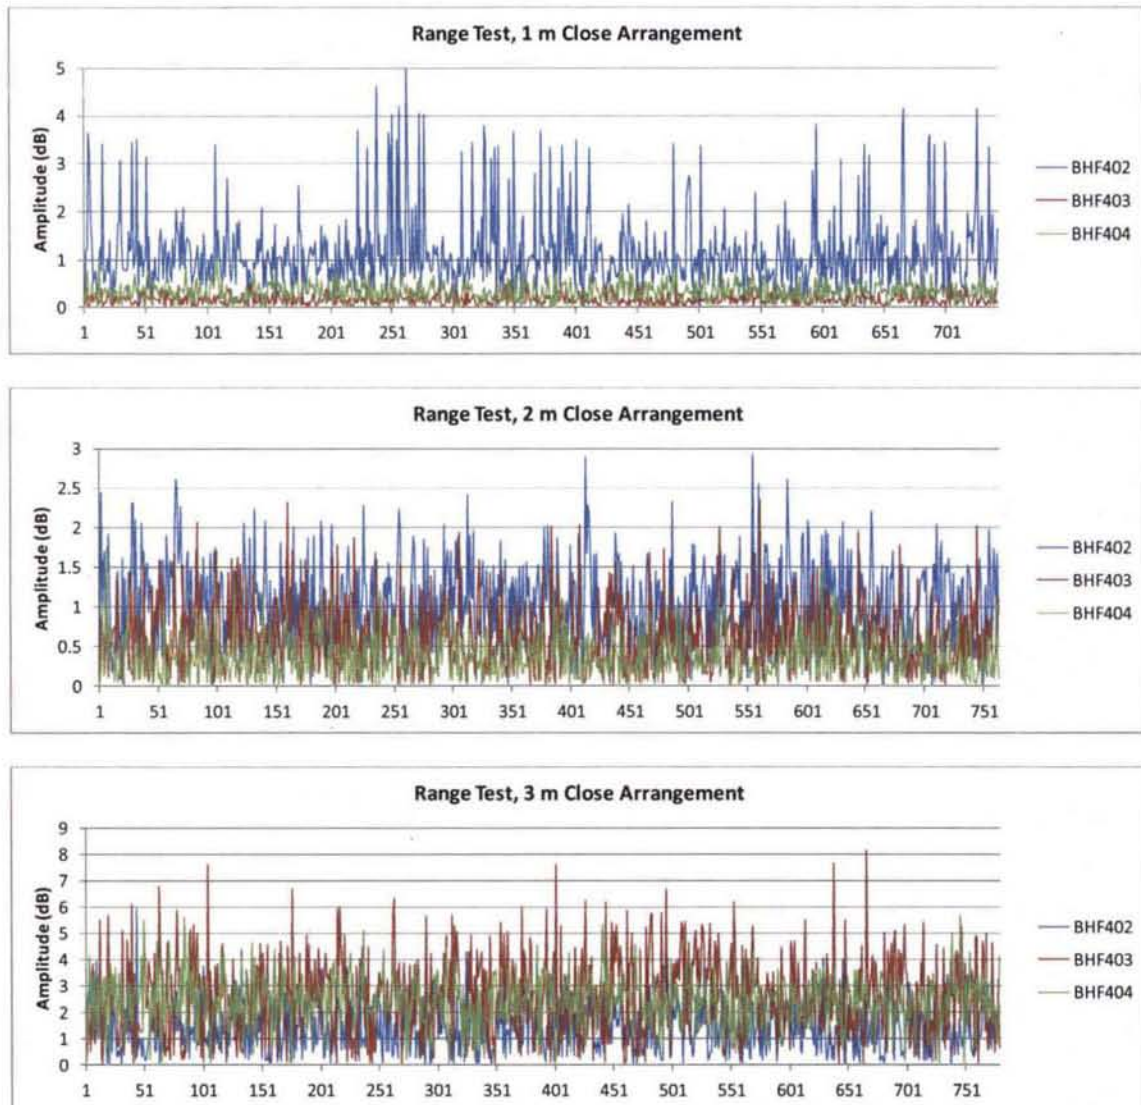 Range Test, 1 m Close Arrangement
Amplitude (dB)
5
4
3
2
1
0
1 51 101 151 201 251 301 351 401 451 501 551 601 651 701
BHF402
BHF403
BHF404
Range Test, 2 m Close Arrangement
Amplitude (dB)
3
2.5
2
1.5
1
0.5
0
1 51 101 151 201 251 301 351 401 451 501 551 601 651 701 751
BHF402
BHF403
BHF404
Range Test, 3 m Close Arrangement
Amplitude (dB)
9
8
7
6
5
4
3
2
1
0
1 51 101 151 201 251 301 351 401 451 501 551 601 651 701 751
BHF402
BHF403
BHF404